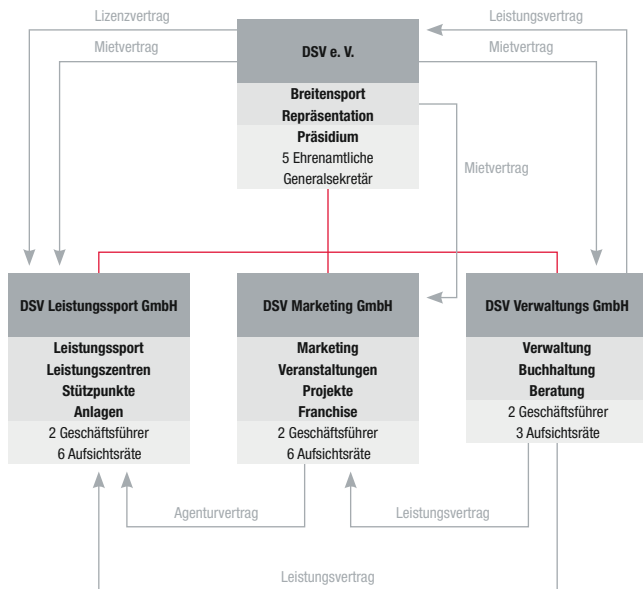 Lizenzvertrag
Leistungsvertrag
Mietvertrag
DSV e. V.
Mietvertrag
Breitensport
Repräsentation
Präsidium
5 Ehrenamtliche
Generalsekretär
Mietvertrag
DSV Leistungssport GmbH
Leistungssport
Leistungszentren
Stützpunkte
Anlagen
2 Geschäftsführer
6 Aufsichtsräte
DSV Marketing GmbH
Marketing
Veranstaltungen
Projekte
Franchise
2 Geschäftsführer
6 Aufsichtsräte
DSV Verwaltungs GmbH
Verwaltung
Buchhaltung
Beratung
2 Geschäftsführer
3 Aufsichtsräte
Agenturvertrag
Leistungsvertrag
Leistungsvertrag